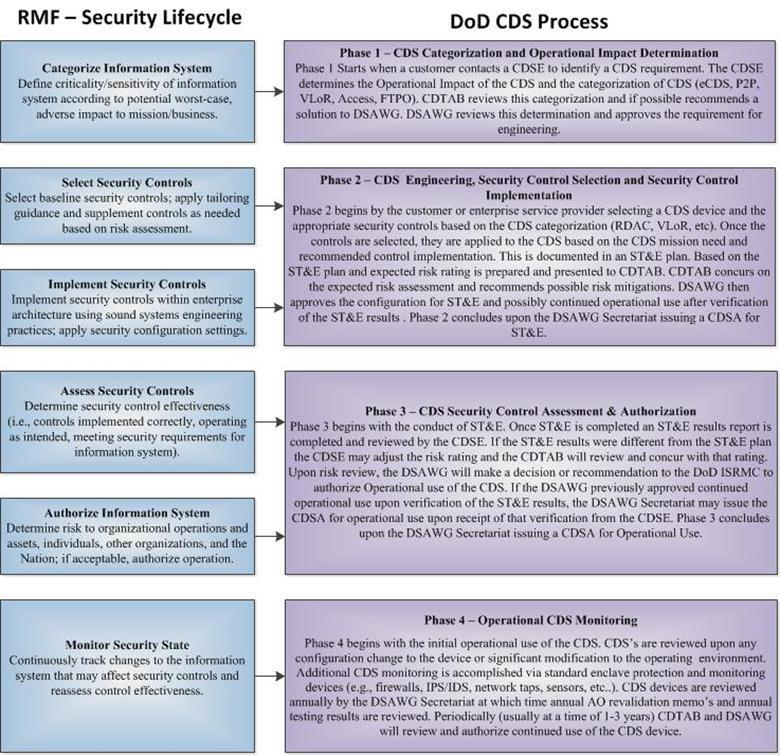 RMF – Security Lifecycle
DoD CDS Process
Categorize Information System
Define criticality/sensitivity of information
system according to potential worst-case,
adverse impact to mission/business.
Phase 1 – CDS Categorization and Operational Impact Determination
Phase 1 Starts when a customer contacts a CDSE to identify a CDS requirement. The CDSE
determines the Operational Impact of the CDS and the categorization of CDS (eCDS, P2P,
VLoR, Access, FTPO). CDTAB reviews this categorization and if possible recommends a
solution to DSAWG. DSAWG reviews this determination and approves the requirement for
engineering.
Select Security Controls
Select baseline security controls; apply tailoring
guidance and supplement controls as needed
based on risk assessment.
Implement Security Controls
Implement security controls within enterprise
architecture using sound systems engineering
practices; apply security configuration settings.
Phase 2 – CDS  Engineering, Security Control Selection and Security Control
Implementation
Phase 2 begins by the customer or enterprise service provider selecting a CDS device and the
appropriate security controls based on the CDS categorization (RDAC, VLoR, etc). Once the
controls are selected, they are applied to the CDS based on the CDS mission need and
recommended control implementation. This is documented in an ST&E plan. Based on the
ST&E plan and expected risk rating is prepared and presented to CDTAB. CDTAB concurs on
the expected risk assessment and recommends possible risk mitigations. DSAWG then
approves the configuration for ST&E and possibly continued operational use after verification
of the ST&E results . Phase 2 concludes upon the DSAWG Secretariat issuing a CDSA for
ST&E.
Assess Security Controls
Determine security control effectiveness
(i.e., controls implemented correctly, operating
as intended, meeting security requirements for
information system).
Authorize Information System
Determine risk to organizational operations and
assets, individuals, other organizations, and the
Nation; if acceptable, authorize operation.
Phase 3 – CDS Security Control Assessment & Authorization
Phase 3 begins with the conduct of ST&E. Once ST&E is completed an ST&E results report is
completed and reviewed by the CDSE. If the ST&E results were different from the ST&E plan
the CDSE may adjust the risk rating and the CDTAB will review and concur with that rating.
Upon risk review, the DSAWG will make a decision or recommendation to the DoD ISRMC to
authorize Operational use of the CDS. If the DSAWG previously approved continued
operational use upon verification of the ST&E results, the DSAWG Secretariat may issue the
CDSA for operational use upon receipt of that verification from the CDSE. Phase 3 concludes
upon the DSAWG Secretariat issuing a CDSA for Operational Use.
Monitor Security State
Continuously track changes to the information
system that may affect security controls and
reassess control effectiveness.
Phase 4 – Operational CDS Monitoring
Phase 4 begins with the initial operational use of the CDS. CDS's are reviewed upon any
configuration change to the device or significant modification to the operating  environment.
Additional CDS monitoring is accomplished via standard enclave protection and monitoring
devices (e.g., firewalls, IPS/IDS, network taps, sensors, etc..). CDS devices are reviewed
annually by the DSAWG Secretariat at which time annual AO revalidation memo's and annual
testing results are reviewed. Periodically (usually at a time of 1-3 years) CDTAB and DSAWG
will review and authorize continued use of the CDS device.